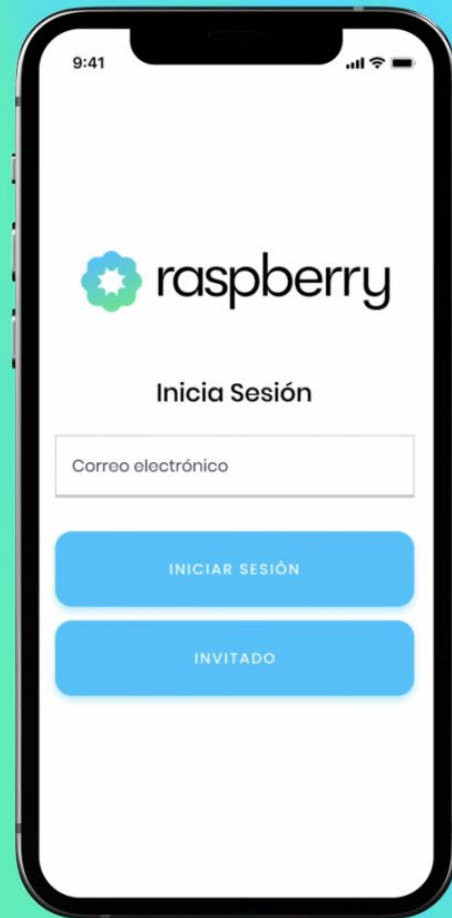 9:41
raspberry
Inicia Sesión
Correo electrónico
INICIAR SESIÓN
INVITADO